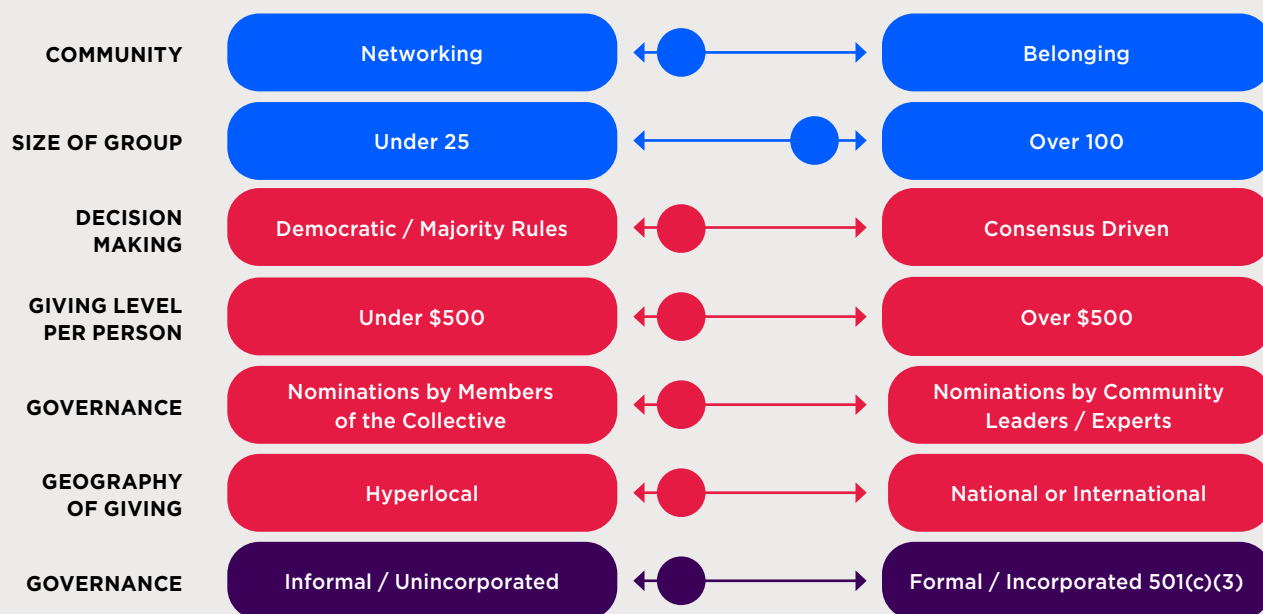 COMMUNITY
Networking
Belonging
SIZE OF GROUP
Under 25
Over 100
DECISION
MAKING
Democratic / Majority Rules
Consensus Driven
GIVING LEVEL
PER PERSON
Under $500
Over $500
GOVERNANCE
Nominations by Members
of the Collective
Nominations by Community
Leaders / Experts
GEOGRAPHY
OF GIVING
Hyperlocal
National or International
GOVERNANCE
Informal / Unincorporated
Formal / Incorporated 501(c)(3)